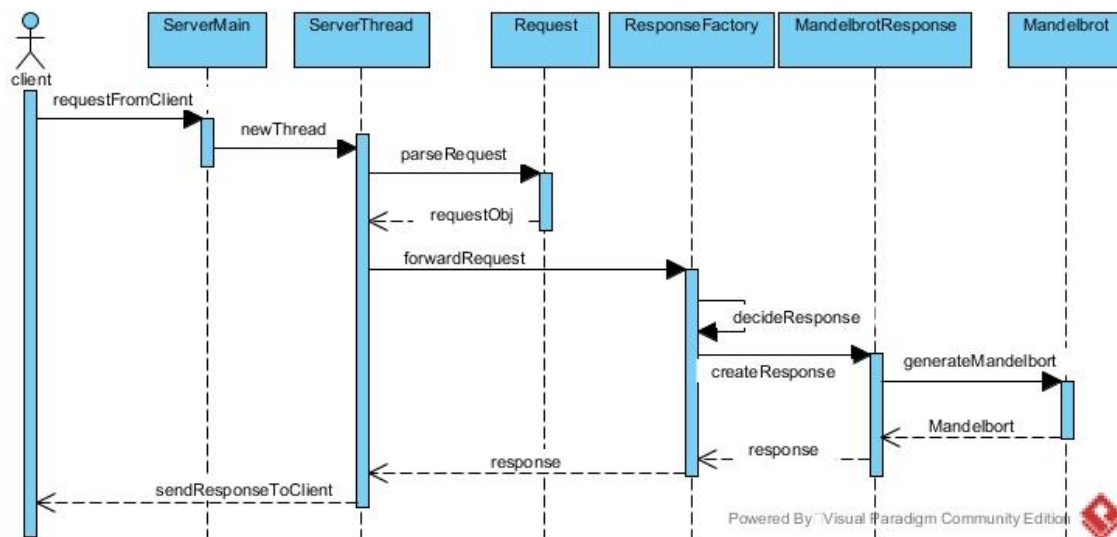 ServerMain
ServerThread
Request
ResponseFactory
MandelbrotResponse
Mandelbrot
client
requestFromClient
newThread
parseRequest
requestObj
forwardRequest
decideResponse
createResponse
generateMandelbort
Mandelbort
response
response
sendResponseToClient
Powered By Visual Paradigm Community Edition